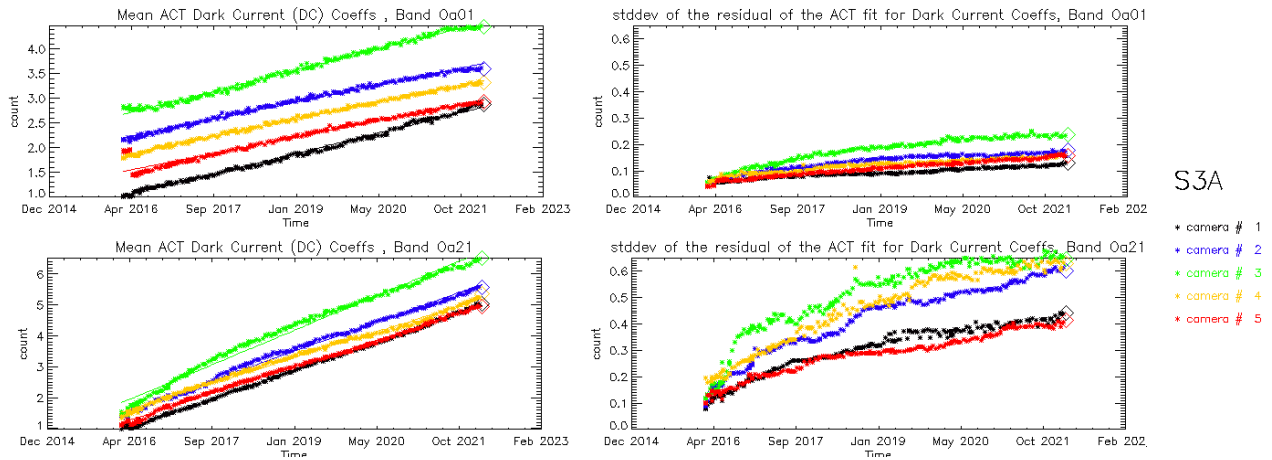 Mean ACT Dark Current (DC) Coeffs , Band Oa01
count
4.0
3.5
3.0
2.5
2.0
1.5
1.0
Dec 2014 Apr 2016 Sep 2017 Jan 2019 May 2020 Oct 2021 Feb 2023
Time
stddev of the residual of the ACT fit for Dark Current Coeffs, Band Oa01
count
0.6
0.5
0.4
0.3
0.2
0.1
0.0
Dec 2014 Apr 2016 Sep 2017 Jan 2019 May 2020 Oct 2021 Feb 202
Time
Mean ACT Dark Current (DC) Coeffs , Band Oa21
count
6
5
4
3
2
1
Dec 2014 Apr 2016 Sep 2017 Jan 2019 May 2020 Oct 2021 Feb 2023
Time
stddev of the residual of the ACT fit for Dark Current Coeffs, Band Oa21
count
0.6
0.5
0.4
0.3
0.2
0.1
0.0
Dec 2014 Apr 2016 Sep 2017 Jan 2019 May 2020 Oct 2021 Feb 202
Time
S3A
camera # 1
camera # 2
camera # 3
camera # 4
camera # 5